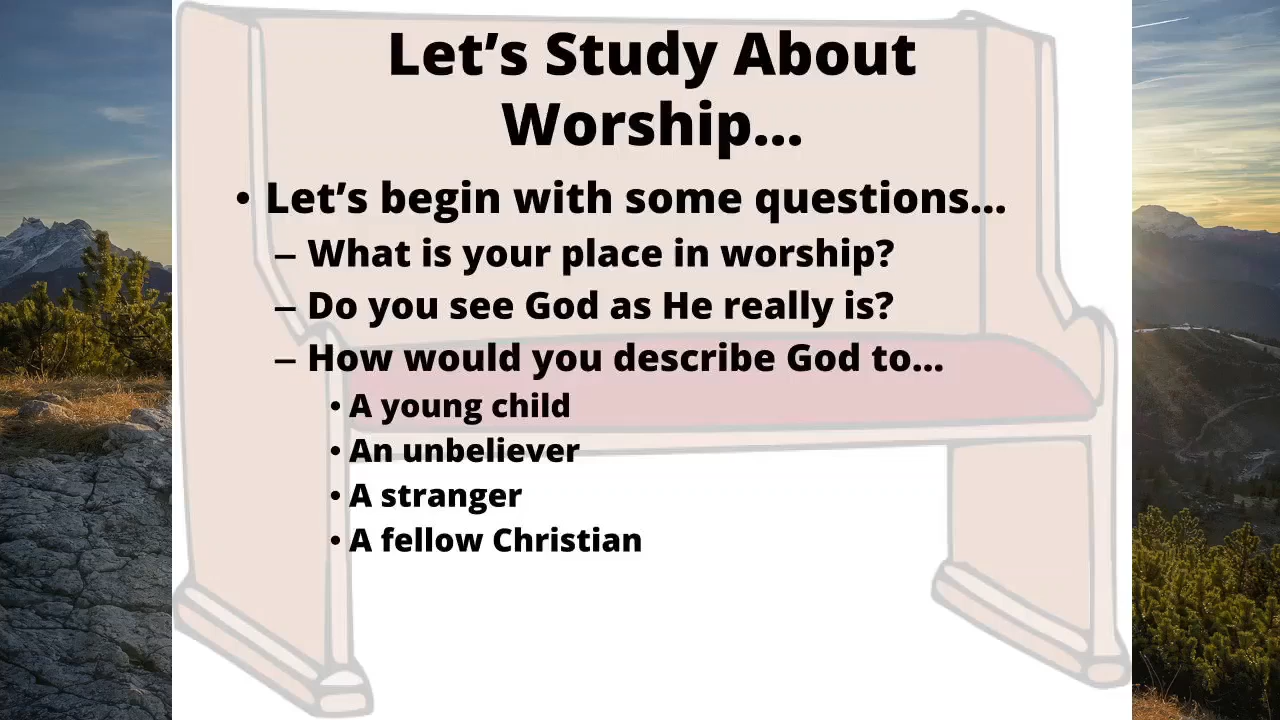 Let’s Study About
Worship...
• Let’s begin with some questions...
– What is your place in worship?
– Do you see God as He really is?
– How would you describe God to...
• A young child
• An unbeliever
• A stranger
• A fellow Christian